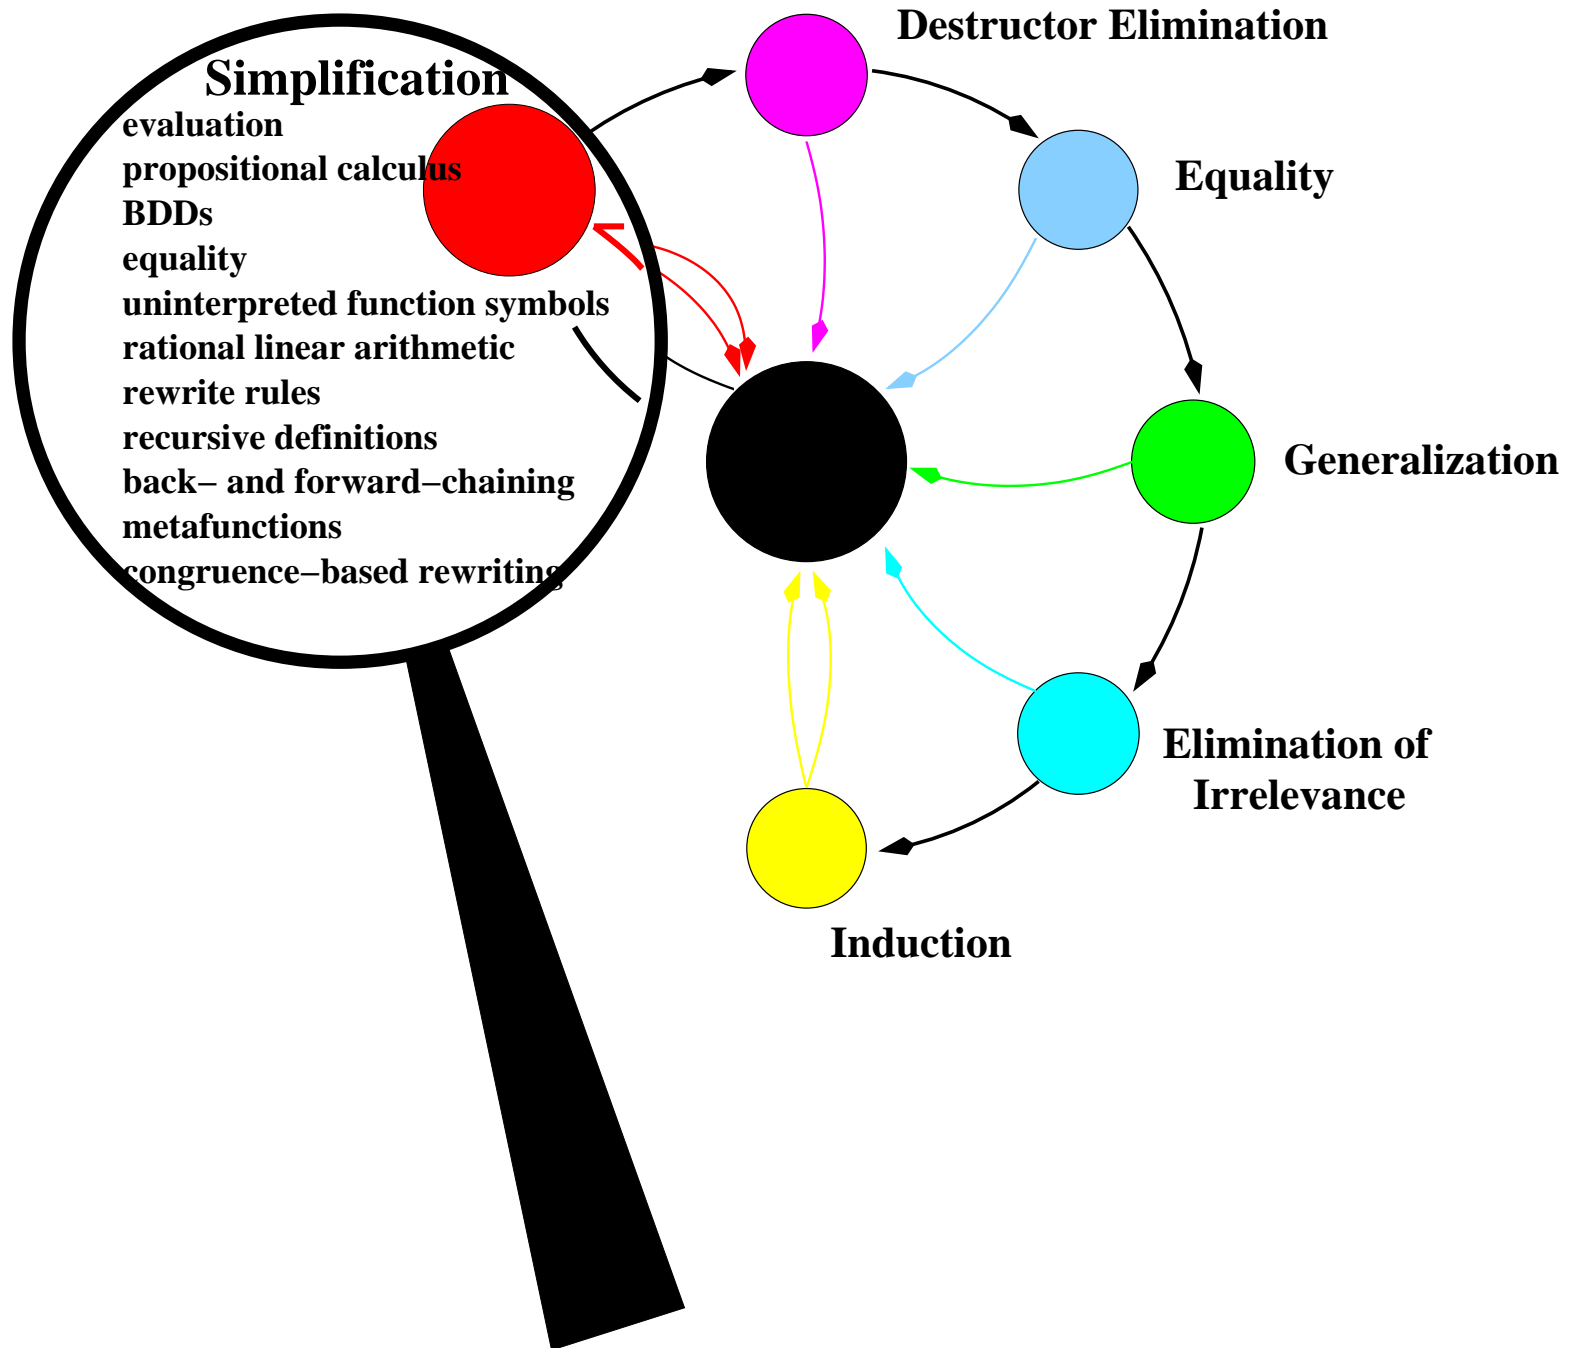 Destructor Elimination
Simplification
evaluation
propositional calculus
BDDs
equality
uninterpreted function symbols
rational linear arithmetic
rewrite rules
recursive definitions
back− and forward−chaining
metafunctions
congruence−based rewriting
Equality
Generalization
Elimination of
Irrelevance
Induction